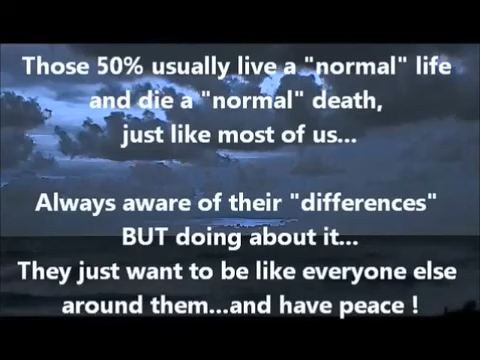 Those 50% usually live a "normal" life
and die a "normal" death,
just like most of us...
Always aware of their "differences"
BUT doing about it...
They just want to be like everyone else
around them...and have peace !